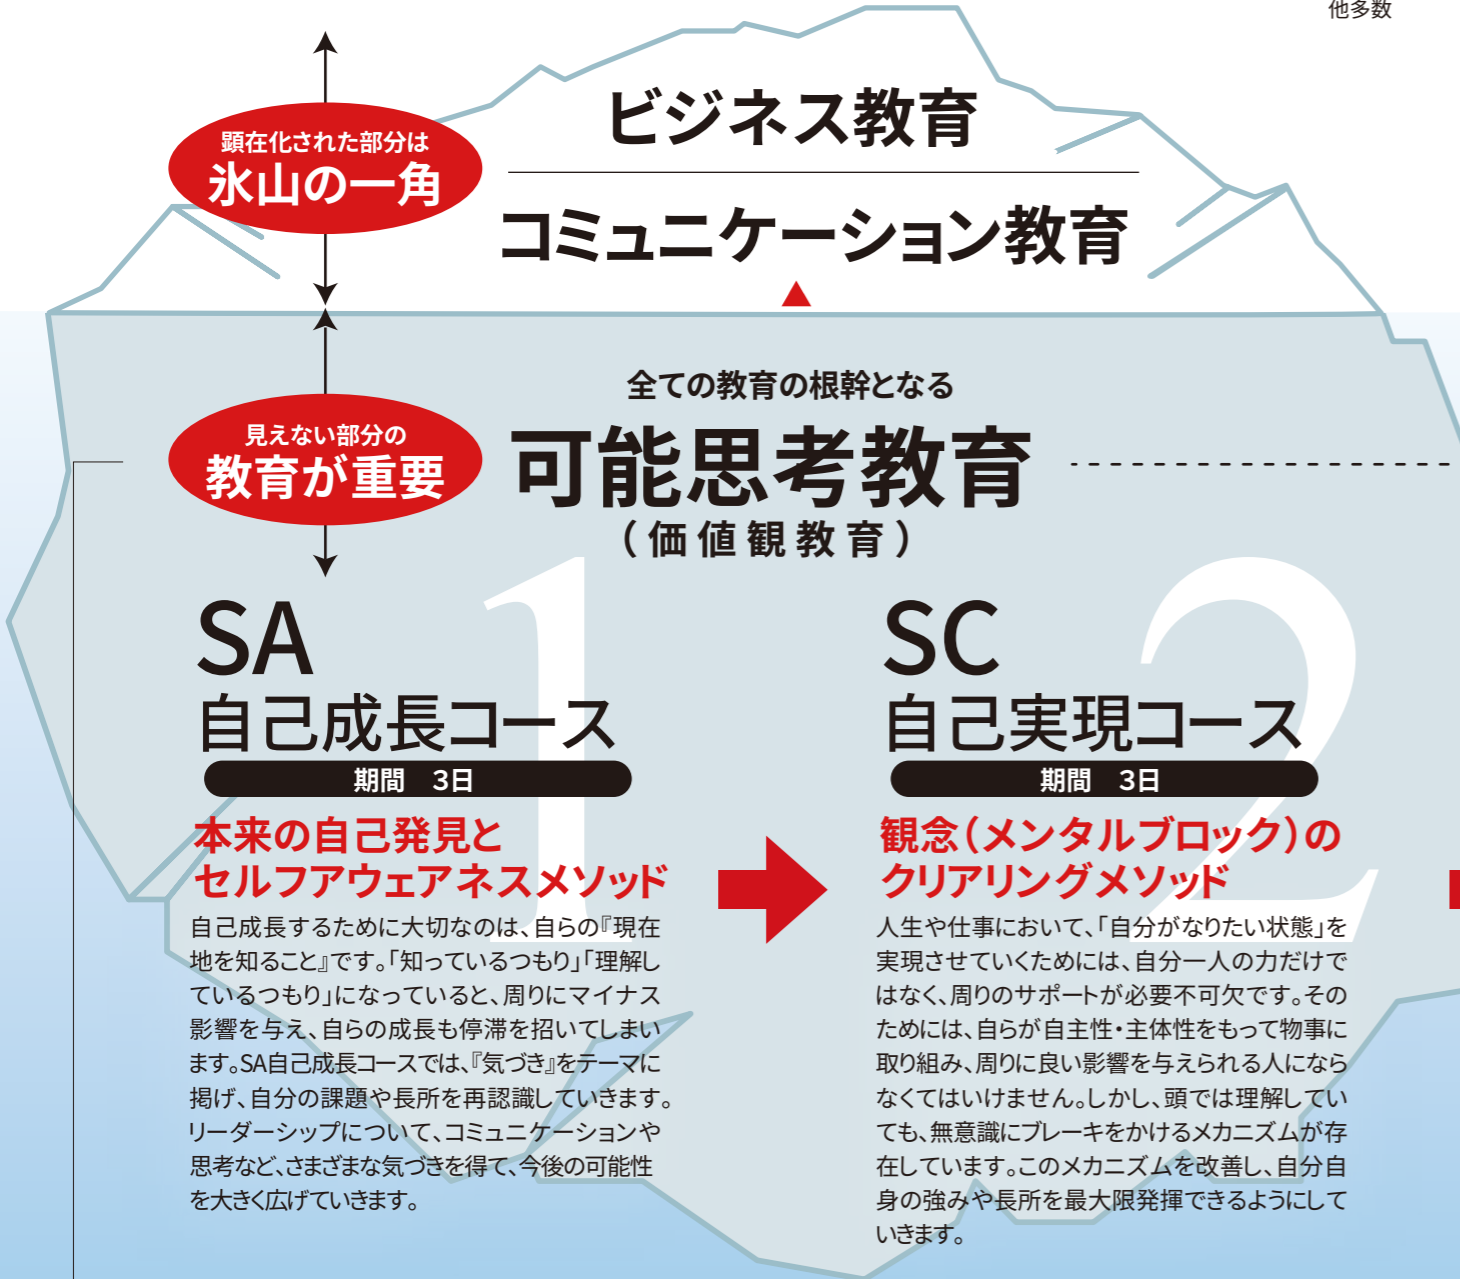 他多数
顕在化された部分は
氷山の一角
ビジネス教育
コミュニケーション教育
見えない部分の
教育が重要
全ての教育の根幹となる
可能思考教育
（価値観教育）
1
SA
自己成長コース
期間　3日
本来の自己発見と
セルフアウェアネスメソッド
自己成長するために大切なのは、自らの『現在
地を知ること』です。「知っているつもり」「理解し
ているつもり」になっていると、周りにマイナス
影響を与え、自らの成長も停滞を招いてしまい
ます。SA自己成長コースでは、『気づき』をテーマに
掲げ、自分の課題や長所を再認識していきます。
リーダーシップについて、コミュニケーションや
思考など、さまざまな気づきを得て、今後の可能性
を大きく広げていきます。
2
SC
自己実現コース
期間　3日
観念（メンタルブロック）の
クリアリングメソッド
人生や仕事において、「自分がなりたい状態」を
実現させていくためには、自分一人の力だけで
はなく、周りのサポートが必要不可欠です。その
ためには、自らが自主性・主体性をもって物事に
取り組み、周りに良い影響を与えられる人になら
なくてはいけません。しかし、頭では理解してい
ても、無意識にブレーキをかけるメカニズムが存
在しています。このメカニズムを改善し、自分自
身の強みや長所を最大限発揮できるようにして
いきます。